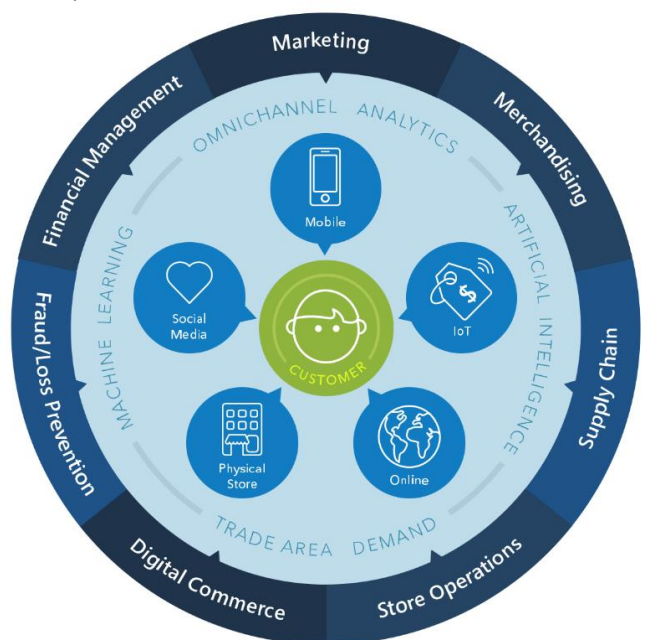 Marketing
Merchandising
Supply Chain
Store Operations
Digital Commerce
Fraud/Loss Prevention
Financial Management
OMNICHANNEL ANALYTICS
ARTIFICIAL INTELLIGENCE
TRADE AREA DEMAND
MACHINE LEARNING
Mobile
$
IoT
Online
Physical
Store
Social
Media
CUSTOMER